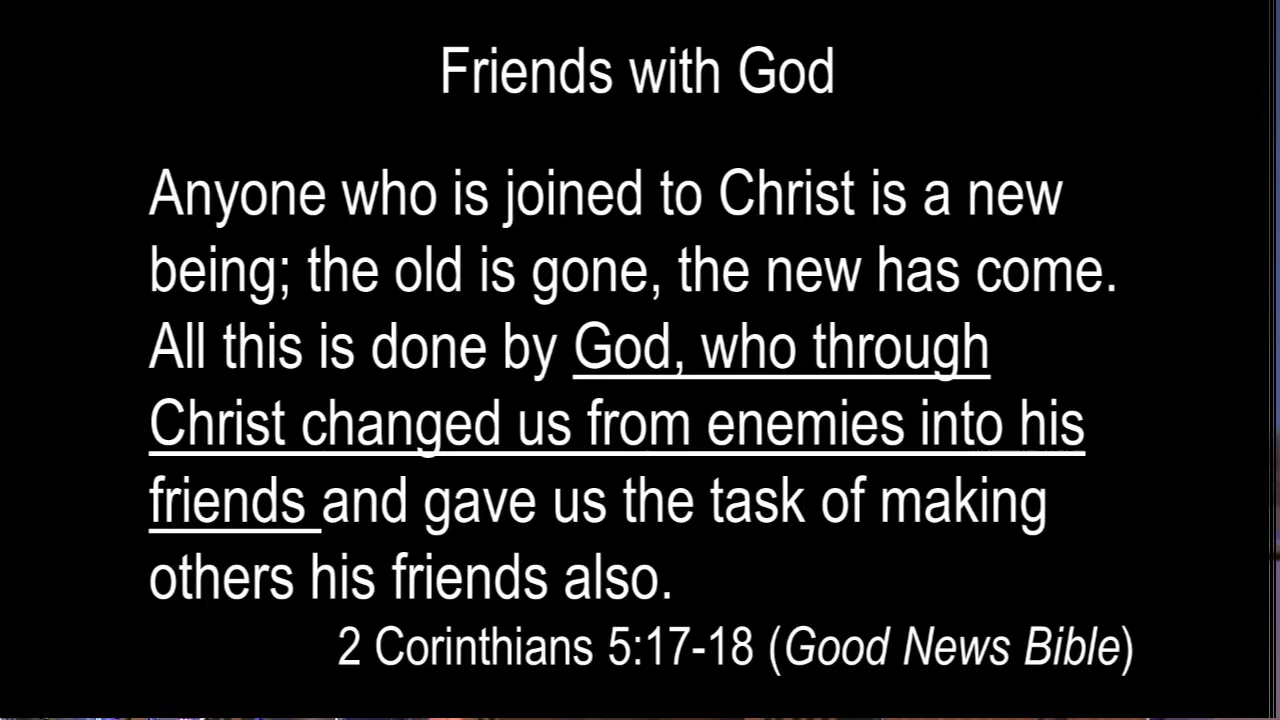 Friends with God
Anyone who is joined to Christ is a new
being; the old is gone, the new has come.
All this is done by God, who through
Christ changed us from enemies into his
friends and gave us the task of making
others his friends also.
2 Corinthians 5:17-18 (Good News Bible)